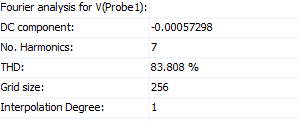 Fourier analysis for V(Probe1):
DC component: -0.00057298
No. Harmonics: 7
THD: 83.808 %
Grid size: 256
Interpolation Degree: 1